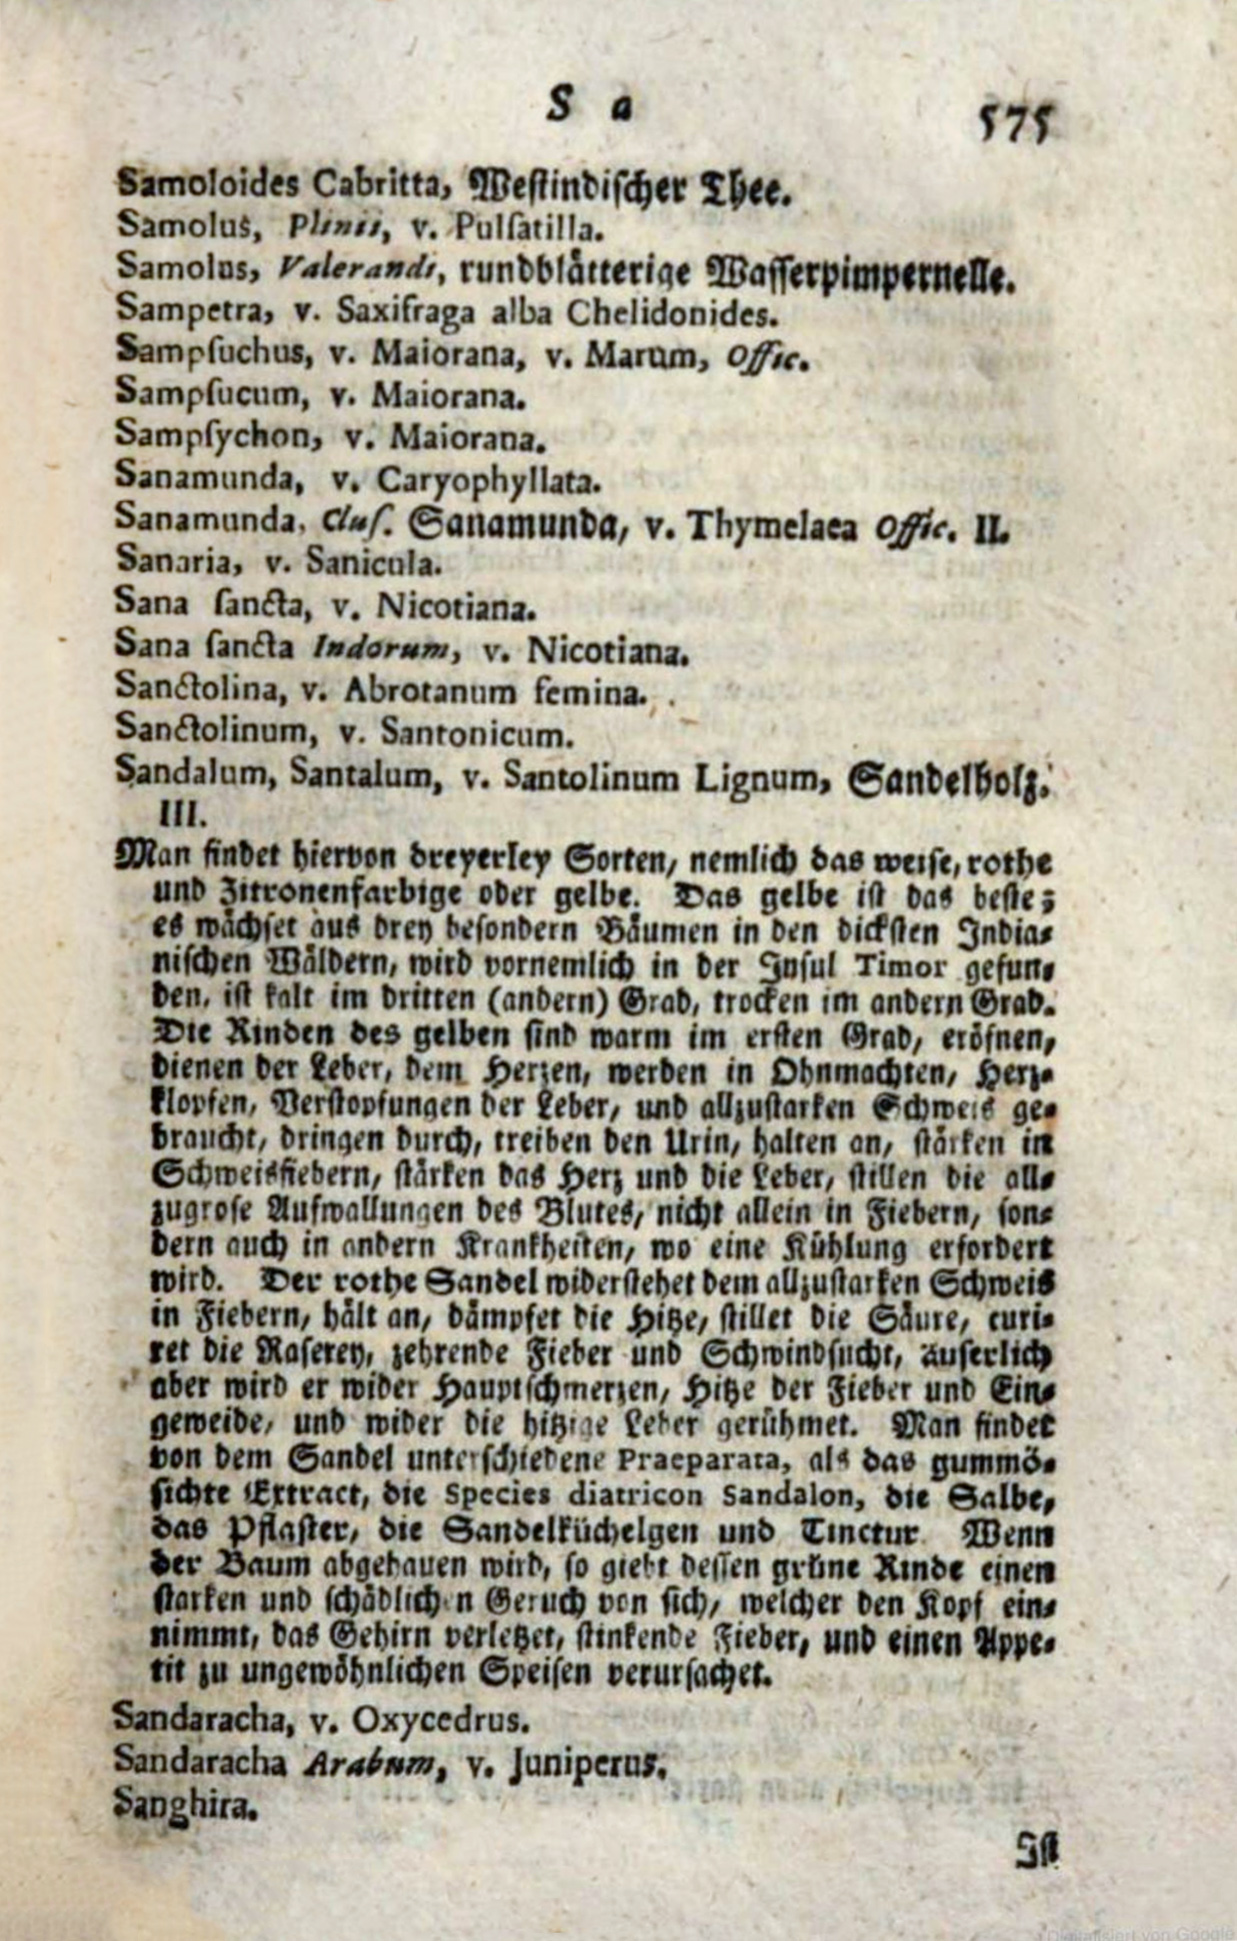 S a 575
Samoloides Cabritta, Westindischer Thee.
Samolus, Plinii, v. Pulſatilla.
Samolus, Valerandi, rundblätterige Waſſerpimpernelle.
Sampetra, v. Saxifraga alba Chelidonides.
Sampſuchus, v. Maiorana, v. Marum, Offic.
Sampſucum, v. Maiorana.
Sampſychon, v. Maiorana.
Sanamunda, v. Caryophyllata.
Sanamunda, Cluſ. Sanamunda, v. Thymelaea Offic. II.
Sanaria, v. Sanicula.
Sana ſancta, v. Nicotiana.
Sana ſancta Indorum, v. Nicotiana.
Sanctolina, v. Abrotanum femina.
Sanctolinum, v. Santonicum.
Sandalum, Santalum, v. Santolinum Lignum, Sandelholz.
III.
Man findet hiervon dreyerley Sorten, nemlich das weiſe, rothe
und Zitronenfarbige oder gelbe. Das gelbe iſt das beſte;
es wächſet aus drey beſondern Bäumen in den dickſten India-
niſchen Wäldern, wird vornemlich in der Inſul Timor gefun-
den, iſt kalt im dritten (andern) Grad, trocken im andern Grad.
Die Rinden des gelben ſind warm im erſten Grad, eröfnen,
dienen der Leber, dem Herzen, werden in Ohnmachten, Herz-
klopfen, Verſtopfungen der Leber, und allzuſtarken Schweis ge-
braucht, dringen durch, treiben den Urin, halten an, ſtärken in
Schweisfiebern, ſtärken das Herz und die Leber, ſtillen die all-
zugroſe Aufwallungen des Blutes, nicht allein in Fiebern, ſon-
dern auch in andern Krankheiten, wo eine Kühlung erfordert
wird. Der rothe Sandel widerſtehet dem allzuſtarken Schweis
in Fiebern, hält an, dämpfet die Hitze, ſtillet die Säure, curi-
ret die Raſerey, zehrende Fieber und Schwindſucht, äuſerlich
aber wird er wider Hauptſchmerzen, Hitze der Fieber und Ein-
geweide, und wider die hitzige Leber gerühmet. Man findet
von dem Sandel unterſchiedene Praeparata, als das gummö-
ſichte Extract, die Species diatricon Sandalon, die Salbe,
das Pflaſter, die Sandelküchelgen und Tinctur. Wenn
der Baum abgehauen wird, ſo giebt deſſen grüne Rinde einen
ſtarken und ſchädlichen Geruch von ſich, welcher den Kopf ein-
nimmt, das Gehirn verletzet, ſtinkende Fieber, und einen Appe-
tit zu ungewöhnlichen Speiſen verurſachet.
Sandaracha, v. Oxycedrus.
Sandaracha Arabum, v. Juniperus.
Sanghira.
Iſt
Digitalisiert von Google